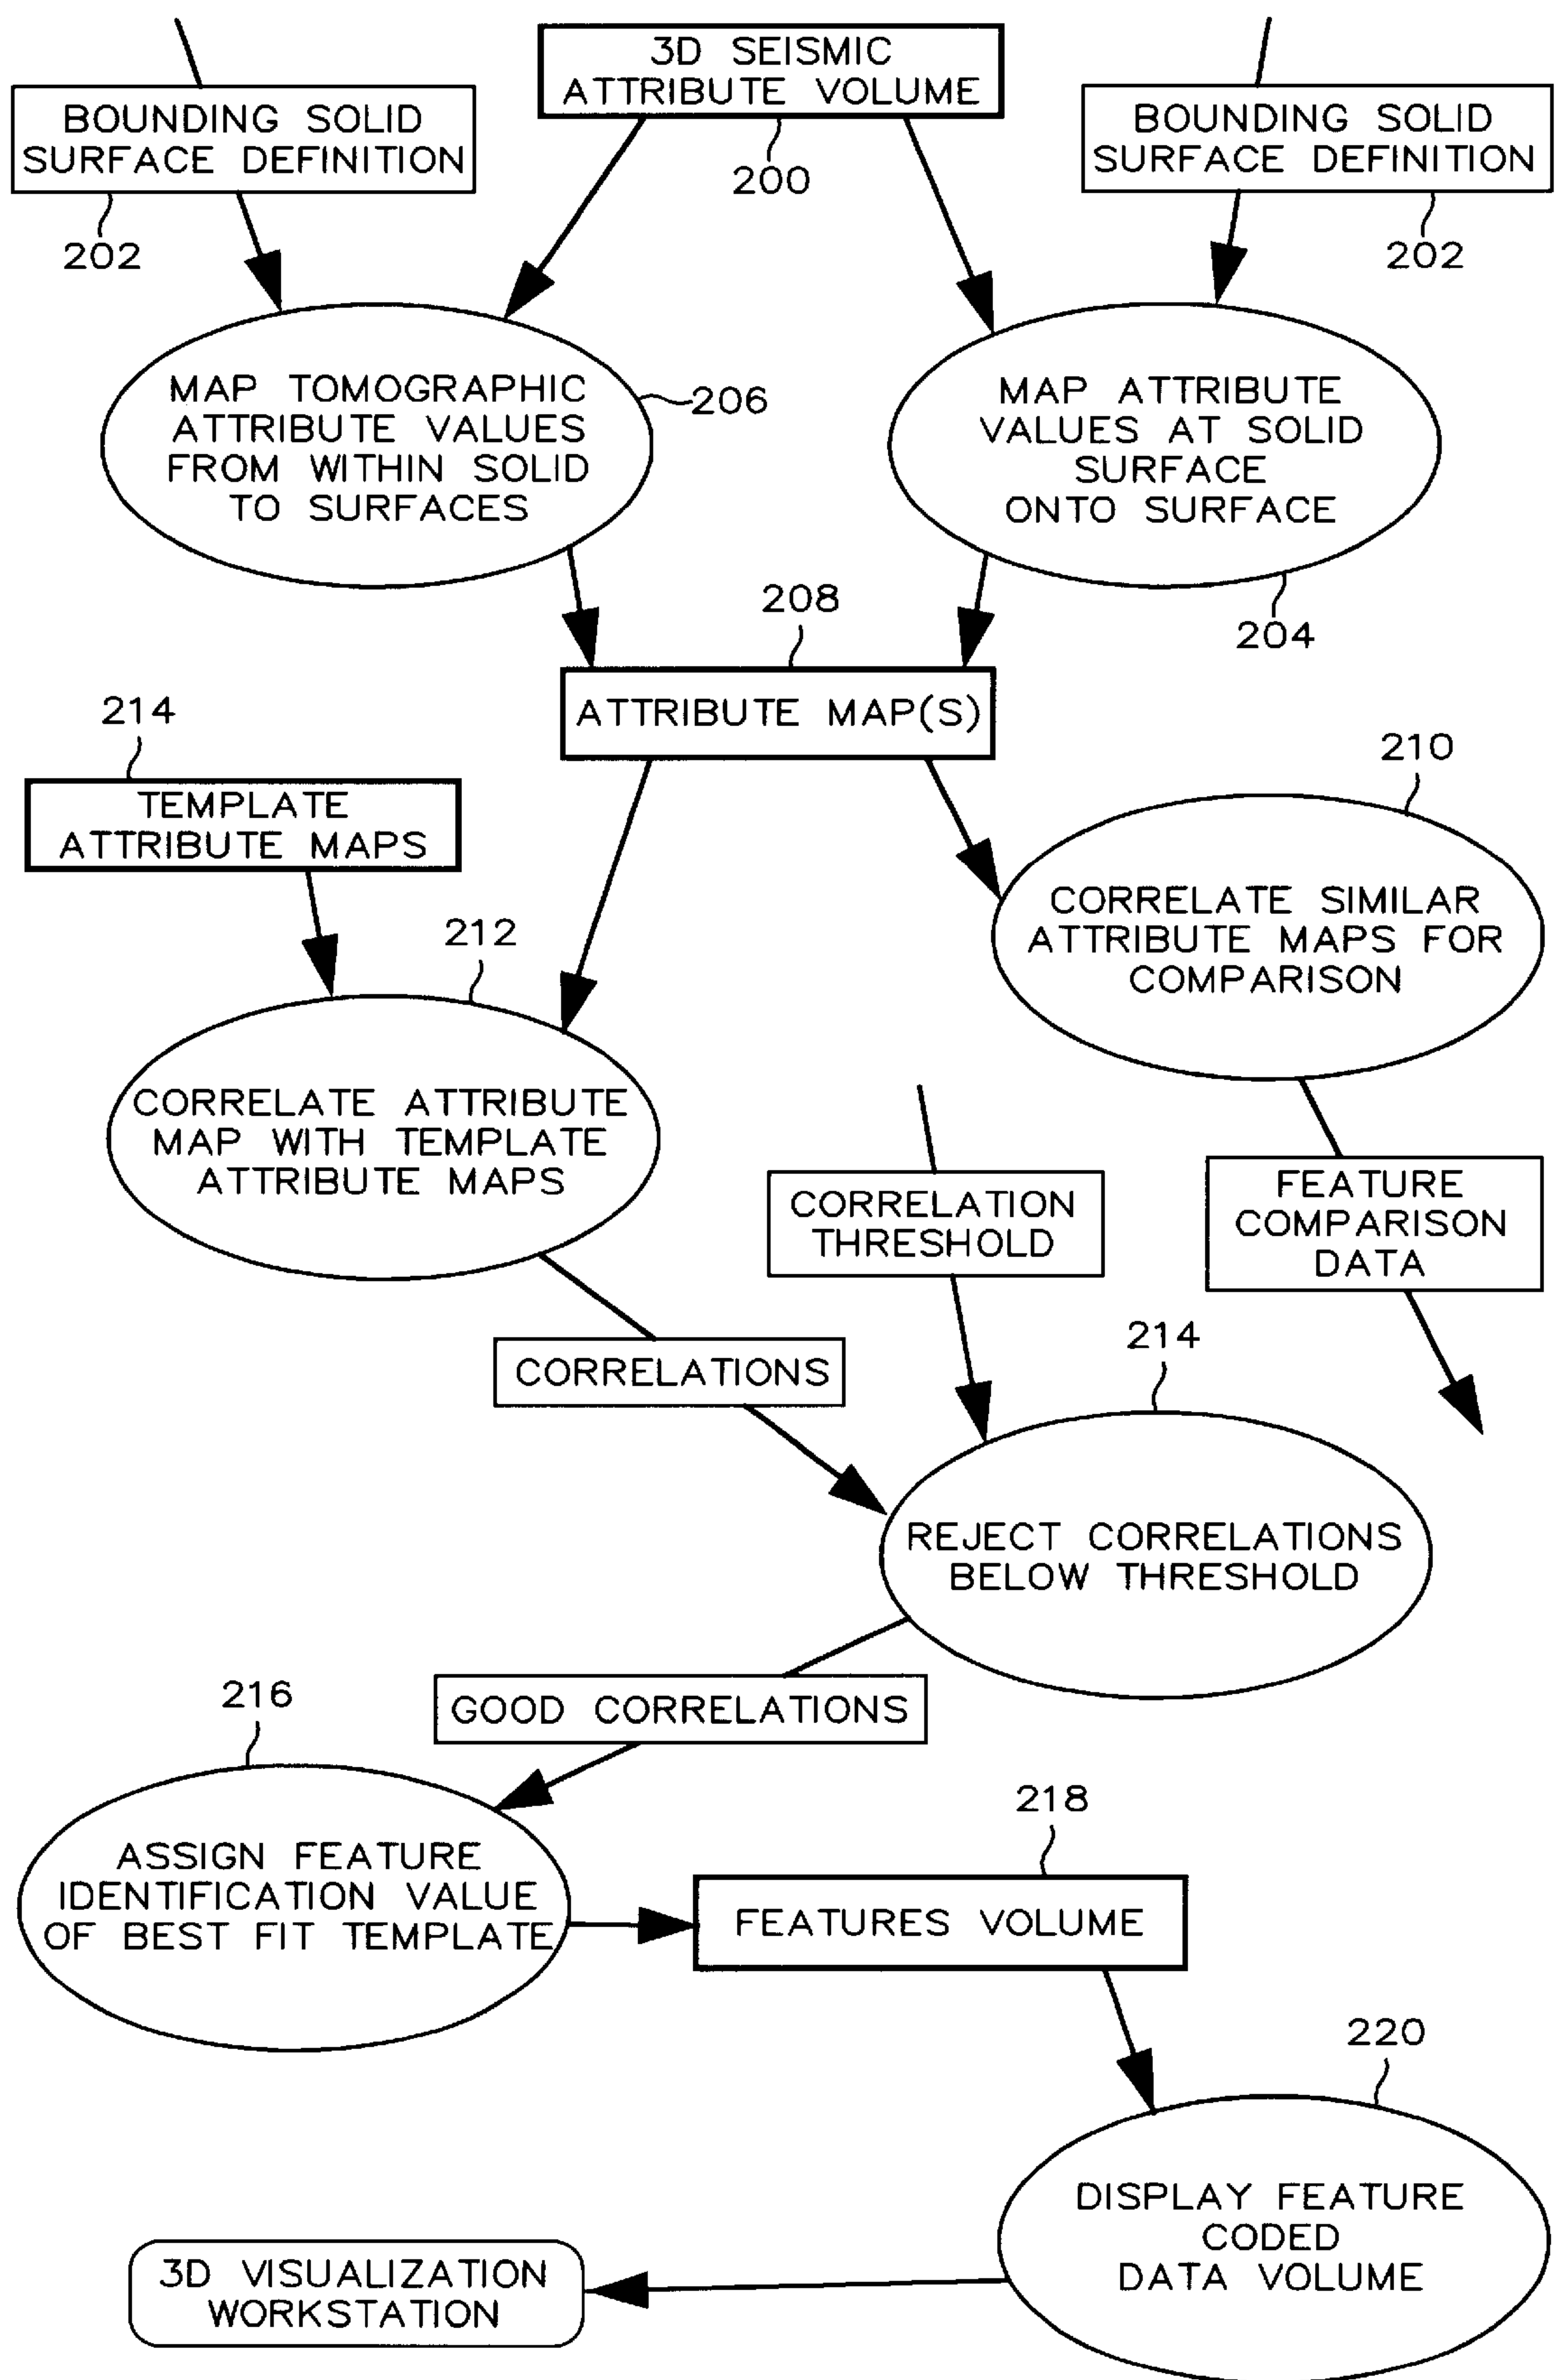 3D SEISMIC
ATTRIBUTE VOLUME
200
BOUNDING SOLID
SURFACE DEFINITION
202
BOUNDING SOLID
SURFACE DEFINITION
202
MAP TOMOGRAPHIC
ATTRIBUTE VALUES
FROM WITHIN SOLID
TO SURFACES
206
MAP ATTRIBUTE
VALUES AT SOLID
SURFACE
ONTO SURFACE
204
208
ATTRIBUTE MAP(S)
214
TEMPLATE
ATTRIBUTE MAPS
210
CORRELATE SIMILAR
ATTRIBUTE MAPS FOR
COMPARISON
212
CORRELATE ATTRIBUTE
MAP WITH TEMPLATE
ATTRIBUTE MAPS
CORRELATION
THRESHOLD
FEATURE
COMPARISON
DATA
CORRELATIONS
214
REJECT CORRELATIONS
BELOW THRESHOLD
GOOD CORRELATIONS
216
ASSIGN FEATURE
IDENTIFICATION VALUE
OF BEST FIT TEMPLATE
218
FEATURES VOLUME
220
DISPLAY FEATURE
CODED
DATA VOLUME
3D VISUALIZATION
WORKSTATION